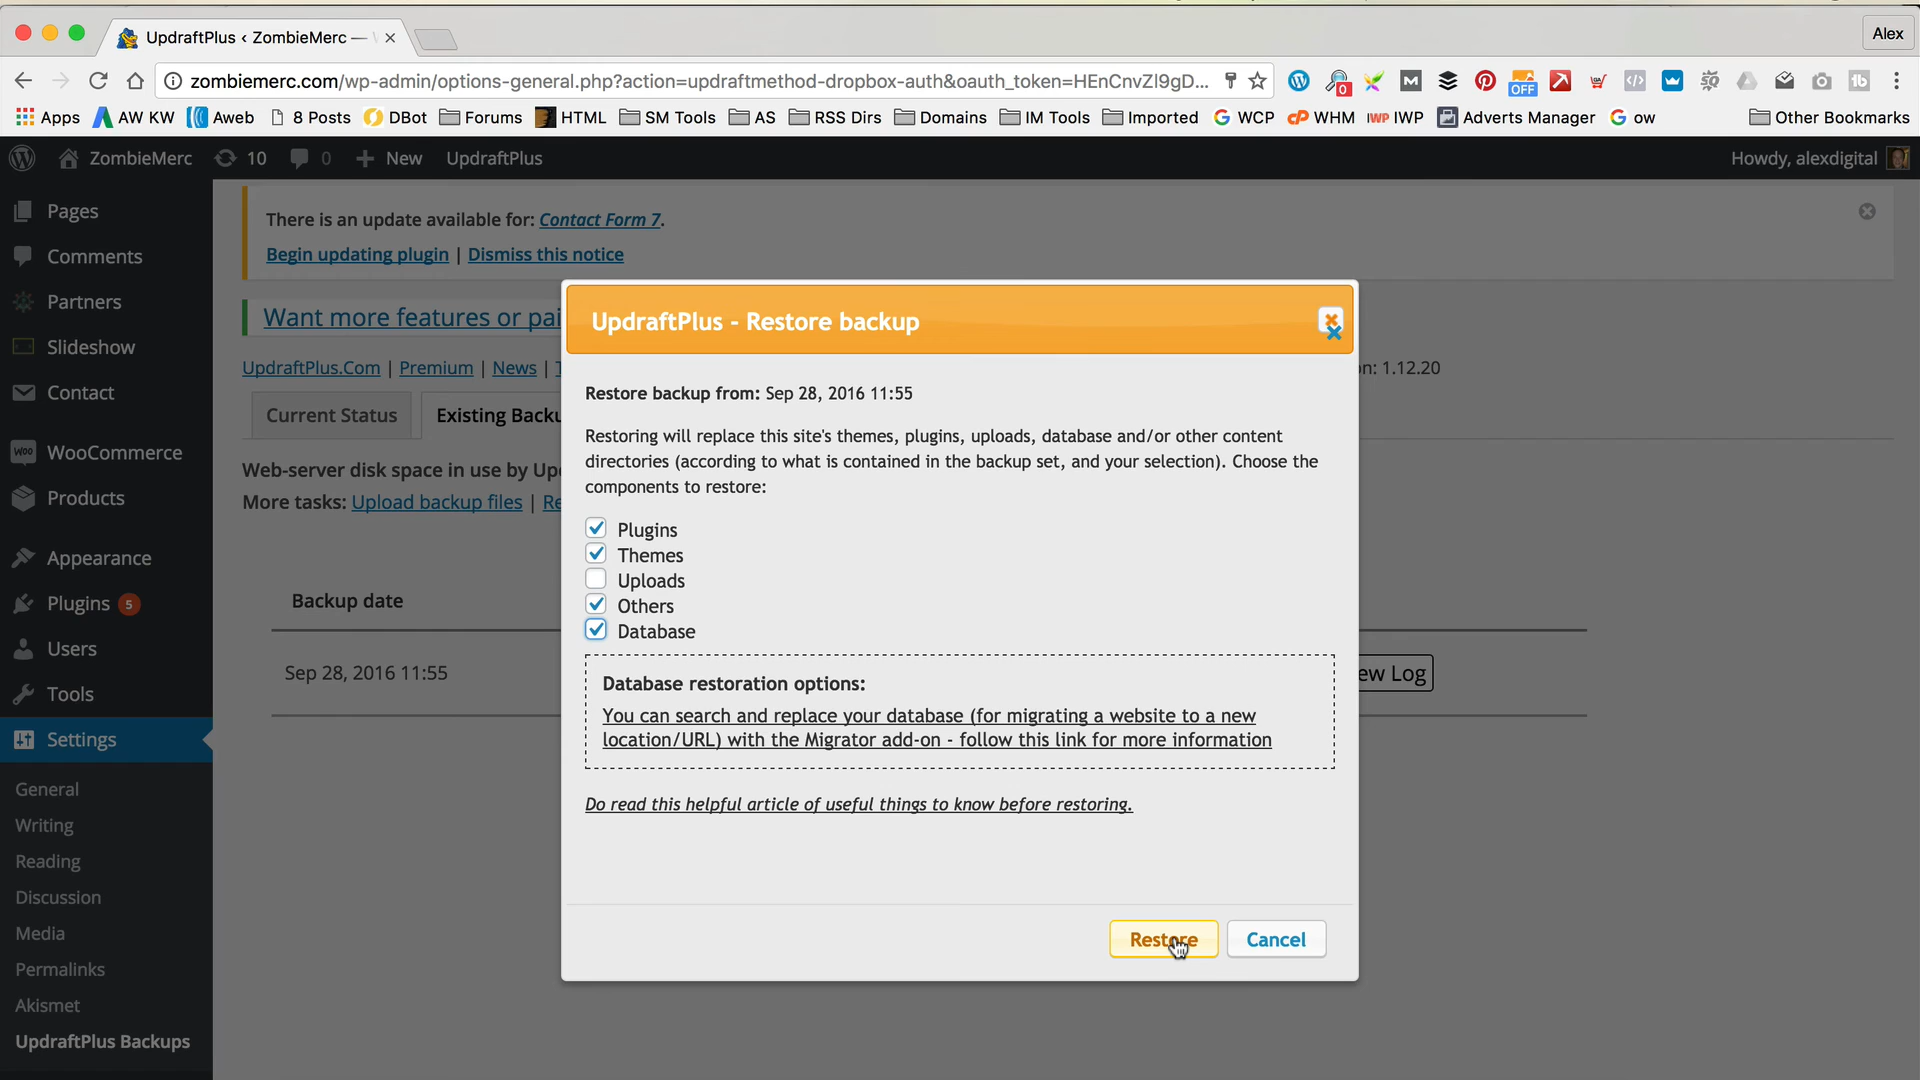 UpdraftPlus ‹ ZombieMerc —
Alex
zombiemerc.com/wp-admin/options-general.php?action=updraftmethod-dropbox-auth&oauth_token=HEnCnvZI9gD...
0
OFF
Apps
AW KW
Aweb
8 Posts
DBot
Forums
HTML
SM Tools
AS
RSS Dirs
Domains
IM Tools
Imported
WCP
WHM
IWP IWP
Adverts Manager
ow
Other Bookmarks
ZombieMerc
10
0
New
UpdraftPlus
Howdy, alexdigital
Pages
Comments
Partners
Slideshow
Contact
WooCommerce
Products
Appearance
Plugins 5
Users
Tools
Settings
General
Writing
Reading
Discussion
Media
Permalinks
Akismet
UpdraftPlus Backups
There is an update available for: Contact Form 7.
Begin updating plugin | Dismiss this notice
Want more features or pai
UpdraftPlus.Com | Premium | News | T
on: 1.12.20
Current Status
Existing Backu
Web-server disk space in use by Upd
More tasks: Upload backup files | Re
Backup date
Sep 28, 2016 11:55
ew Log
UpdraftPlus - Restore backup
Restore backup from: Sep 28, 2016 11:55
Restoring will replace this site's themes, plugins, uploads, database and/or other content
directories (according to what is contained in the backup set, and your selection). Choose the
components to restore:
Plugins
Themes
Uploads
Others
Database
Database restoration options:
You can search and replace your database (for migrating a website to a new
location/URL) with the Migrator add-on - follow this link for more information
Do read this helpful article of useful things to know before restoring.
Restore
Cancel